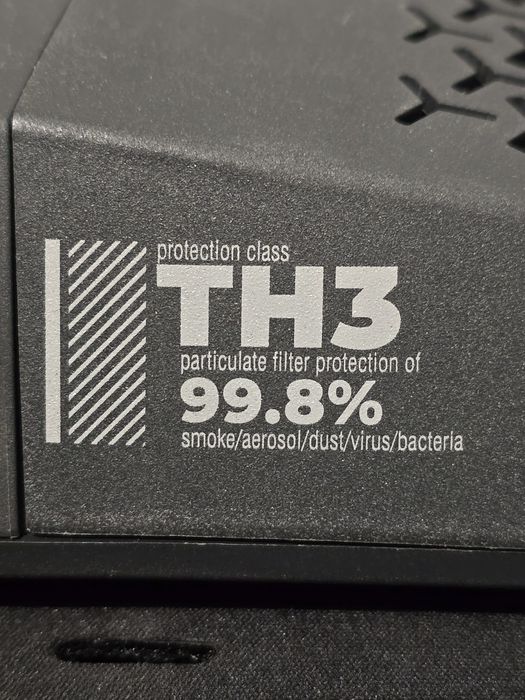 protection class
TH3
particulate filter protection of
99.8%
smoke/aerosol/dust/virus/bacteria